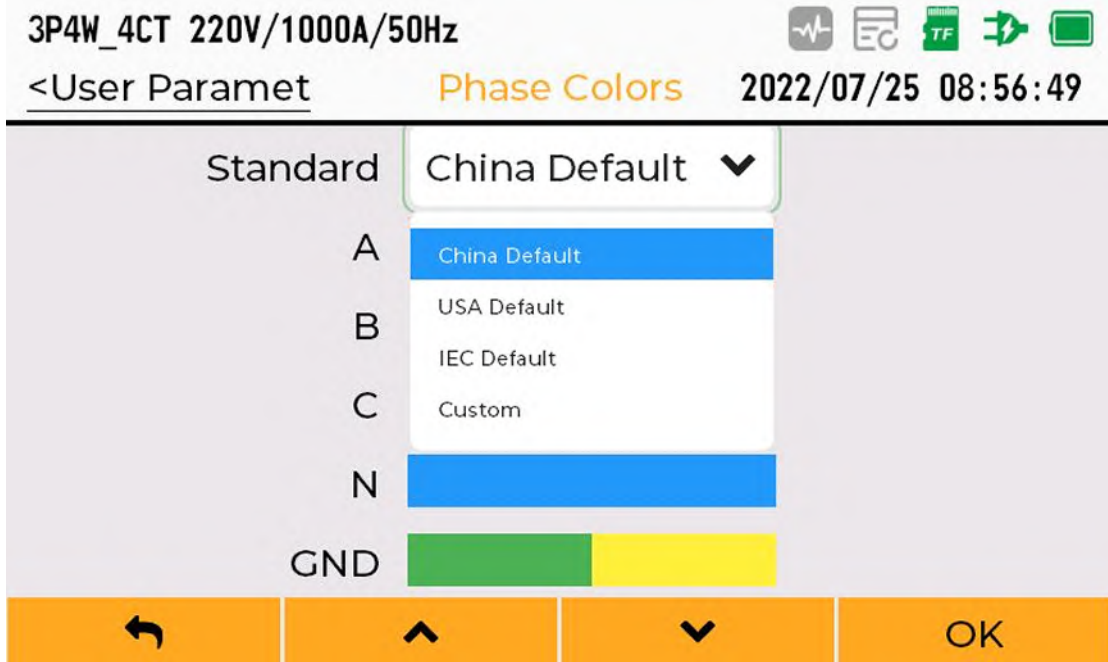 3P4W_4CT 220V/1000A/50Hz
TF
<User Paramet Phase Colors 2022/07/25 08:56:49
Standard China Default
A China Default
USA Default
B
IEC Default
C Custom
N
GND
OK